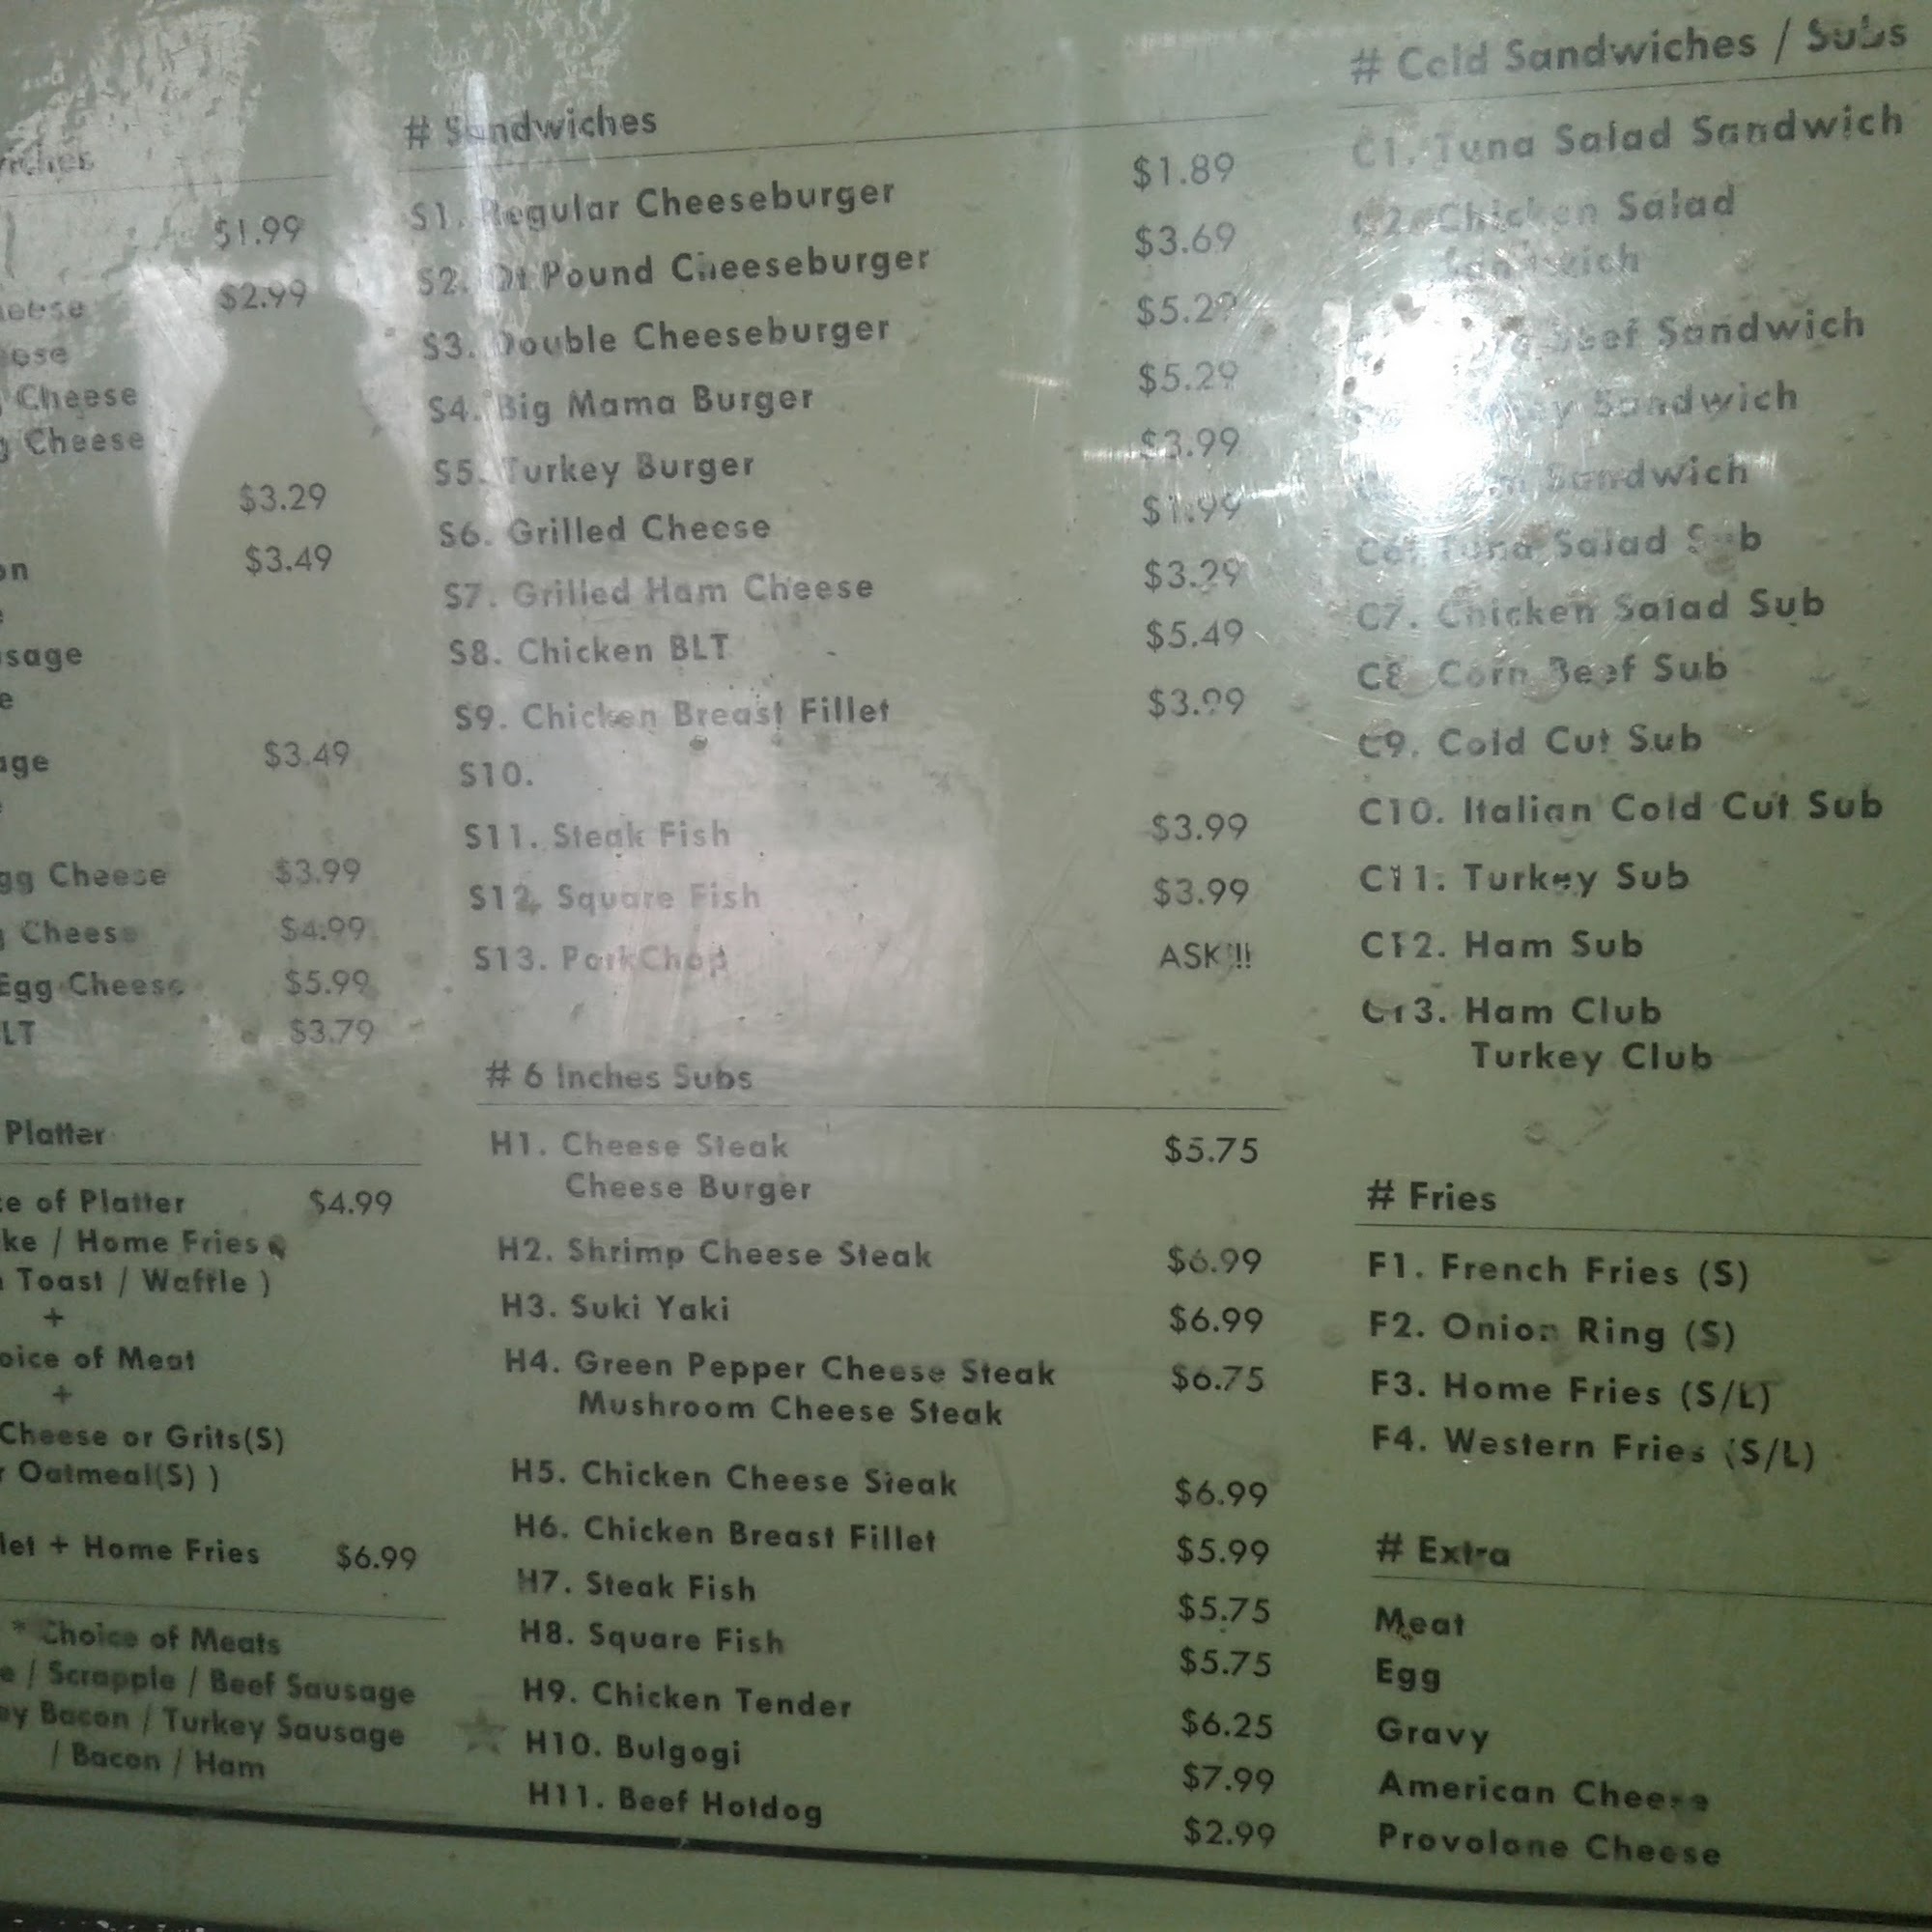 $1.99
$2.99
Cheese
Cheese
$3.29
$3.49
$3.49
Egg Cheese $3.99
Cheese $4.99
Egg Cheese $5.99
$3.79
Platter
of Platter $4.99
/ Home Fries
Toast / Waffle )
+
of Meat
+
Cheese or Grits(S)
Oatmeal(S) )
+ Home Fries $6.99
* Choice of Meats
/ Scrapple / Beef Sausage
Bacon / Turkey Sausage
/ Bacon / Ham
# Sandwiches
S1. Regular Cheeseburger $1.89
S2. Qt Pound Cheeseburger $3.69
S3. Double Cheeseburger
S4. Big Mama Burger $5.29
S5. Turkey Burger $3.99
S6. Grilled Cheese $1.99
S7. Grilled Ham Cheese $3.29
S8. Chicken BLT $5.49
S9. Chicken Breast Fillet $3.99
S10.
S11. Steak Fish $3.99
S12. Square Fish $3.99
S13. PorkChop ASK!!!
# 6 Inches Subs
H1. Cheese Steak $5.75
Cheese Burger
H2. Shrimp Cheese Steak $6.99
H3. Suki Yaki $6.99
H4. Green Pepper Cheese Steak $6.75
Mushroom Cheese Steak
H5. Chicken Cheese Steak $6.99
H6. Chicken Breast Fillet $5.99
H7. Steak Fish $5.75
H8. Square Fish $5.75
H9. Chicken Tender $6.25
H10. Bulgogi $7.99
H11. Beef Hotdog $2.99
# Cold Sandwiches / Subs
C1. Tuna Salad Sandwich
C2. Chicken Salad
Sandwich
Beef Sandwich
Sandwich
Sandwich
C6. Tuna Salad Sub
C7. Chicken Salad Sub
C8. Corn Beef Sub
C9. Cold Cut Sub
C10. Italian Cold Cut Sub
C11. Turkey Sub
C12. Ham Sub
C13. Ham Club
Turkey Club
# Fries
F1. French Fries (S)
F2. Onion Ring (S)
F3. Home Fries (S/L)
F4. Western Fries (S/L)
# Extra
Meat
Egg
Gravy
American Cheese
Provolone Cheese